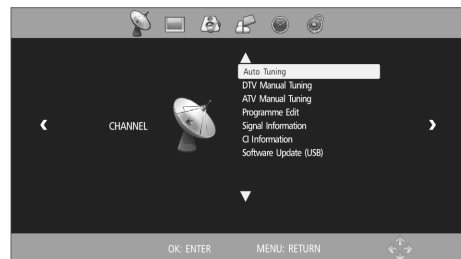 CHANNEL
Auto Tuning
DTV Manual Tuning
ATV Manual Tuning
Programme Edit
Signal Information
CI Information
Software Update (USB)
OK: ENTER MENU: RETURN